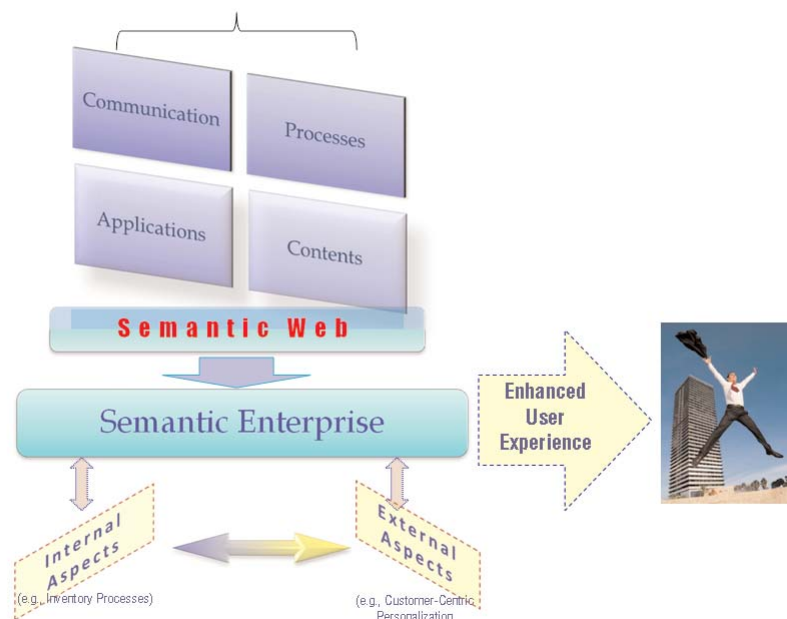 Communication
Processes
Applications
Contents
Semantic Web
Semantic Enterprise
Enhanced
User
Experience
Internal
Aspects
(e.g., Inventory Processes)
External
Aspects
(e.g., Customer-Centric
Personalization